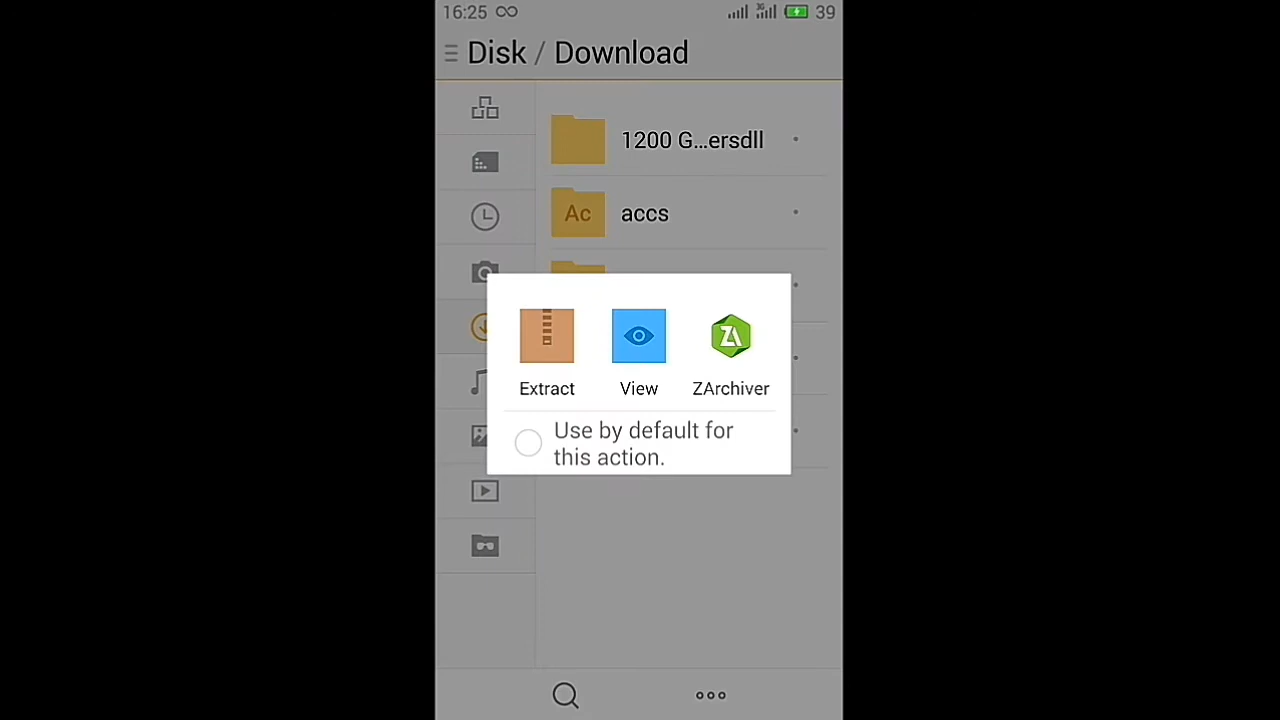 16:25 39
Disk / Download
1200 G...ersdll
Ac accs
Extract View ZArchiver
Use by default for
this action.